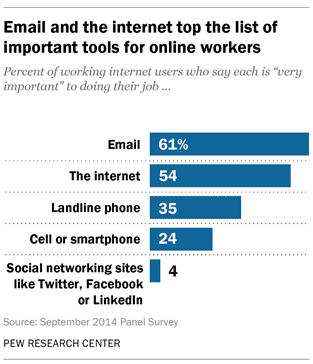 Email and the internet top the list of
important tools for online workers
Percent of working internet users who say each is “very
important” to doing their job ...
Email 61%
The internet 54
Landline phone 35
Cell or smartphone 24
Social networking sites
like Twitter, Facebook 4
or LinkedIn
Source: September 2014 Panel Survey
PEW RESEARCH CENTER